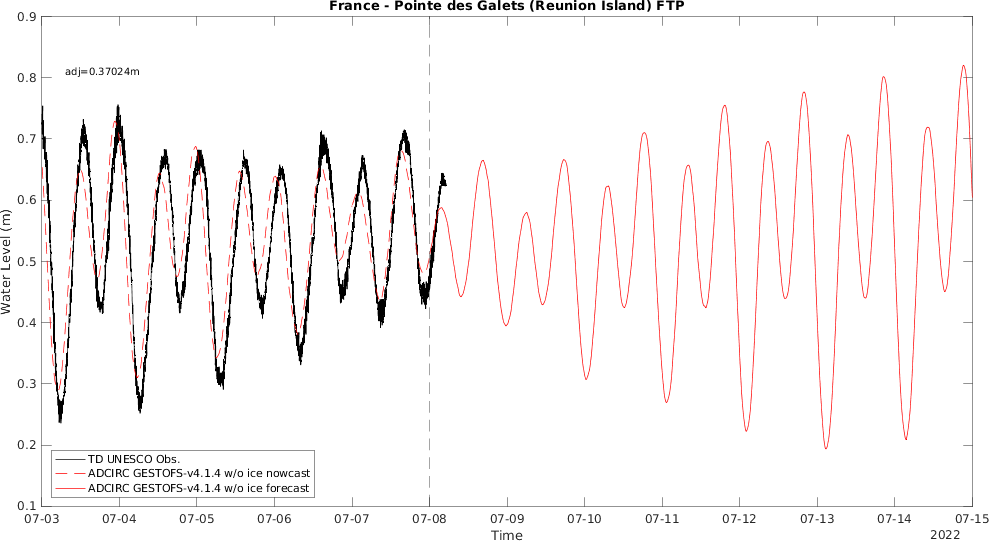 France - Pointe des Galets (Reunion Island) FTP
0.9
0.8
0.7
0.6
0.5
0.4
0.3
0.2
0.1
Water Level (m)
adj=0.37024m
TD UNESCO Obs.
ADCIRC GESTOFS-v4.1.4 w/o ice nowcast
ADCIRC GESTOFS-v4.1.4 w/o ice forecast
07-03 07-04 07-05 07-06 07-07 07-08 07-09 07-10 07-11 07-12 07-13 07-14 07-15
Time
2022